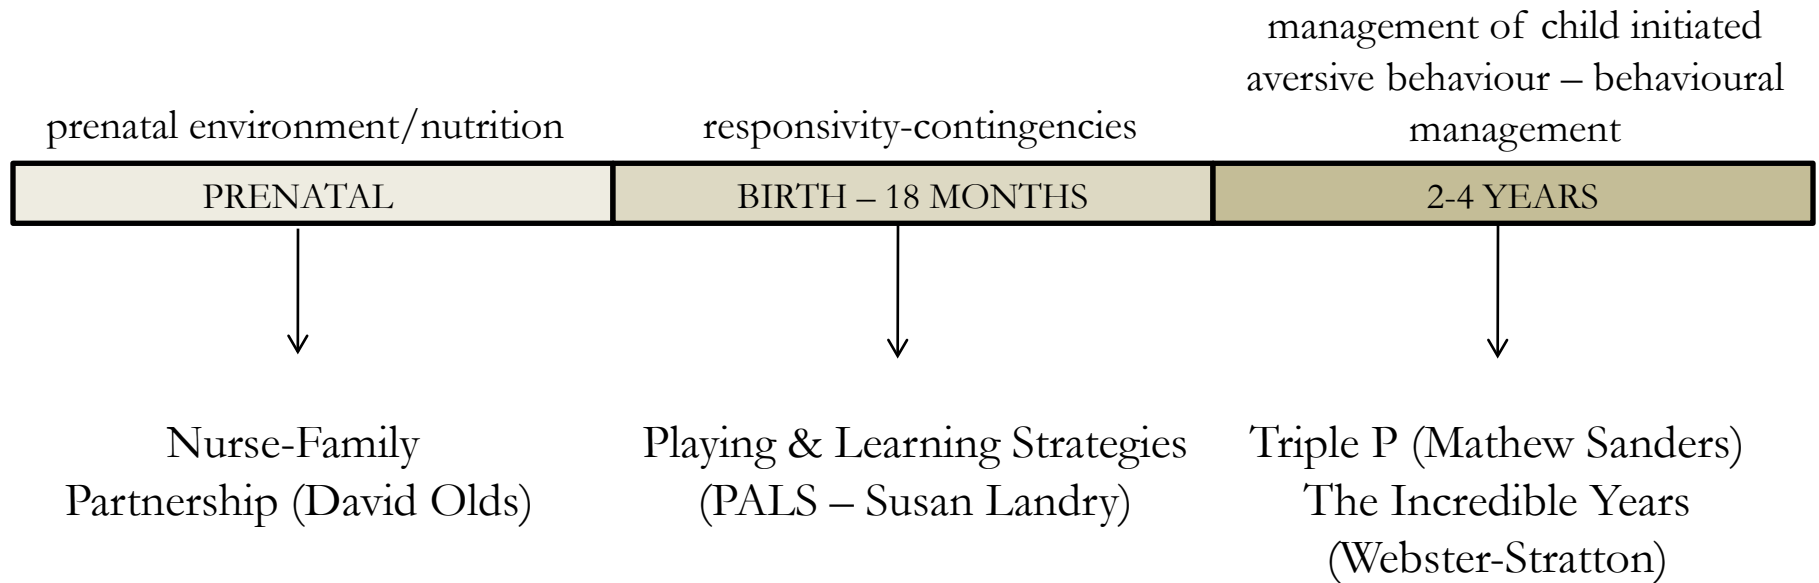 prenatal environment/nutrition
responsivity-contingencies
management of child initiated
aversive behaviour – behavioural
management
PRENATAL
BIRTH – 18 MONTHS
2-4 YEARS
Nurse-Family
Partnership (David Olds)
Playing & Learning Strategies
(PALS – Susan Landry)
Triple P (Mathew Sanders)
The Incredible Years
(Webster-Stratton)